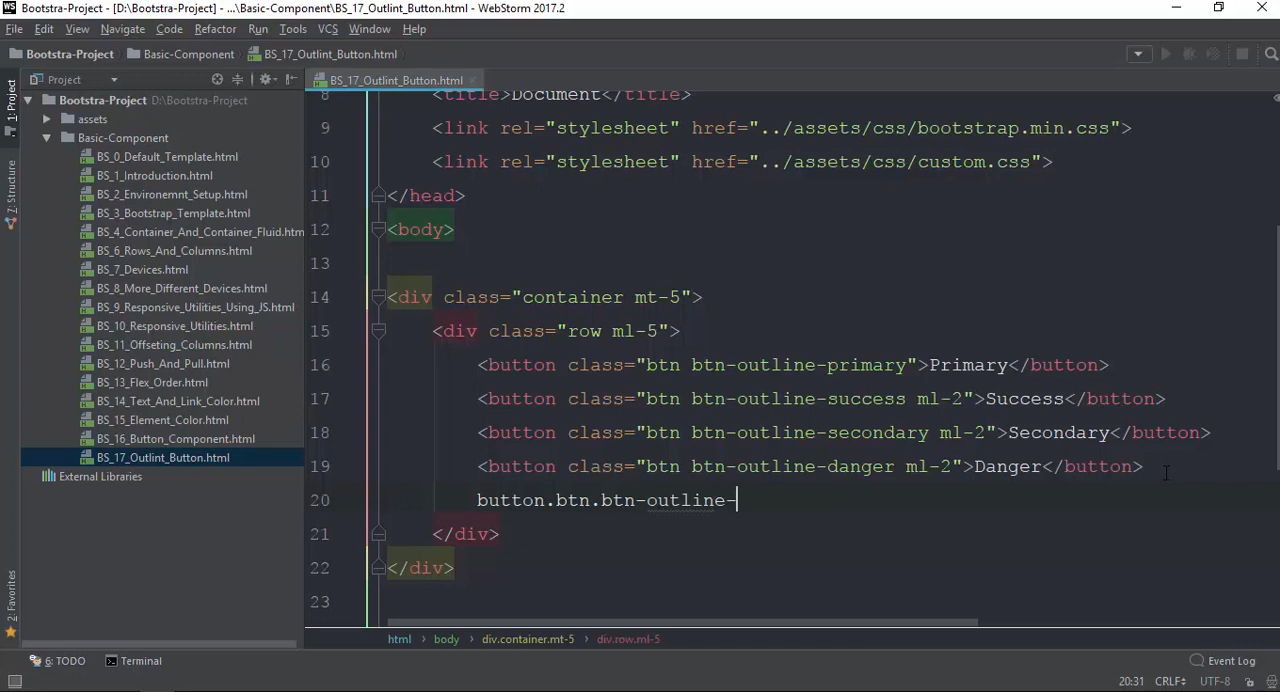 WS Bootstra-Project - [D:\Bootstra-Project] - ...\Basic-Component\BS_17_Outlint_Button.html - WebStorm 2017.2
File Edit View Navigate Code Refactor Run Tools VCS Window Help
Bootstra-Project Basic-Component BS_17_Outlint_Button.html
1: Project
7: Structure
2: Favorites
Project
Bootstra-Project D:\Bootstra-Project
assets
Basic-Component
BS_0_Default_Template.html
BS_1_Introduction.html
BS_2_Environemnt_Setup.html
BS_3_Bootstrap_Template.html
BS_4_Container_And_Container_Fluid.htm
BS_6_Rows_And_Columns.html
BS_7_Devices.html
BS_8_More_Different_Devices.html
BS_9_Responsive_Utilities_Using_JS.html
BS_10_Responsive_Utilities.html
BS_11_Offseting_Columns.html
BS_12_Push_And_Pull.html
BS_13_Flex_Order.html
BS_14_Text_And_Link_Color.html
BS_15_Element_Color.html
BS_16_Button_Component.html
BS_17_Outlint_Button.html
External Libraries
BS_17_Outlint_Button.html
8 <title>Document</title>
9 <link rel="stylesheet" href="../assets/css/bootstrap.min.css">
10 <link rel="stylesheet" href="../assets/css/custom.css">
11 </head>
12 <body>
13
14 <div class="container mt-5">
15 <div class="row ml-5">
16 <button class="btn btn-outline-primary">Primary</button>
17 <button class="btn btn-outline-success ml-2">Success</button>
18 <button class="btn btn-outline-secondary ml-2">Secondary</button>
19 <button class="btn btn-outline-danger ml-2">Danger</button>
20 button.btn.btn-outline-
21 </div>
22 </div>
23
html body div.container.mt-5 div.row.ml-5
6: TODO Terminal Event Log
20:31 CRLF UTF-8